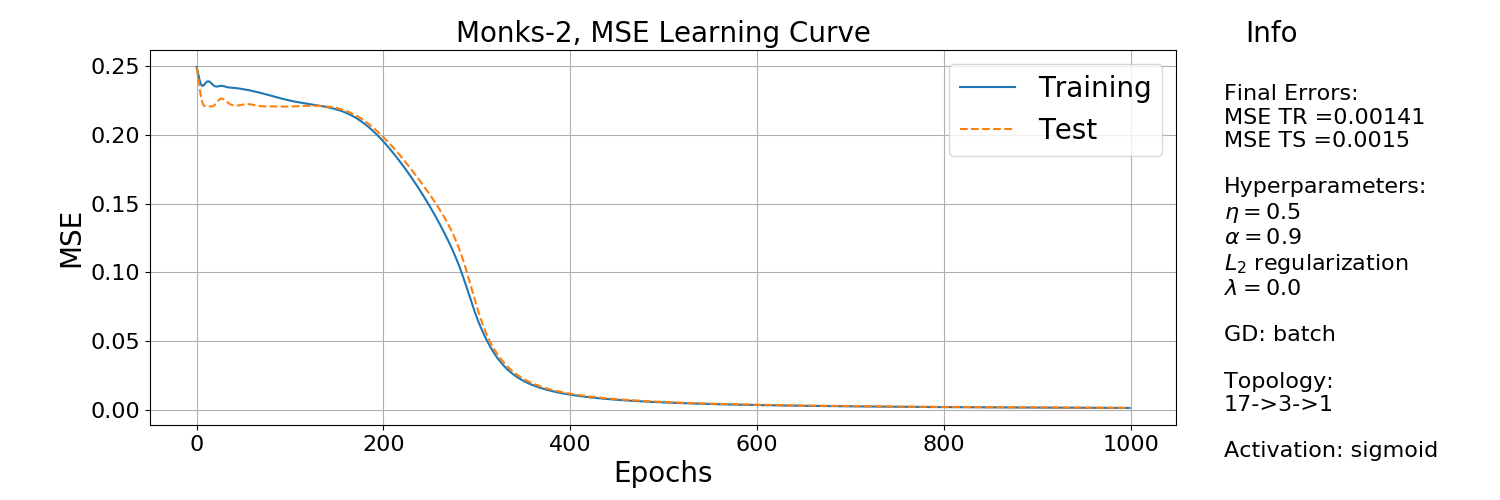 Monks-2, MSE Learning Curve
0.25
0.20
0.15
0.10
0.05
0.00
MSE
0 200 400 600 800 1000
Epochs
Training
Test
Info
Final Errors:
MSE TR =0.00141
MSE TS =0.0015
Hyperparameters:
η = 0.5
α = 0.9
L₂ regularization
λ = 0.0
GD: batch
Topology:
17->3->1
Activation: sigmoid